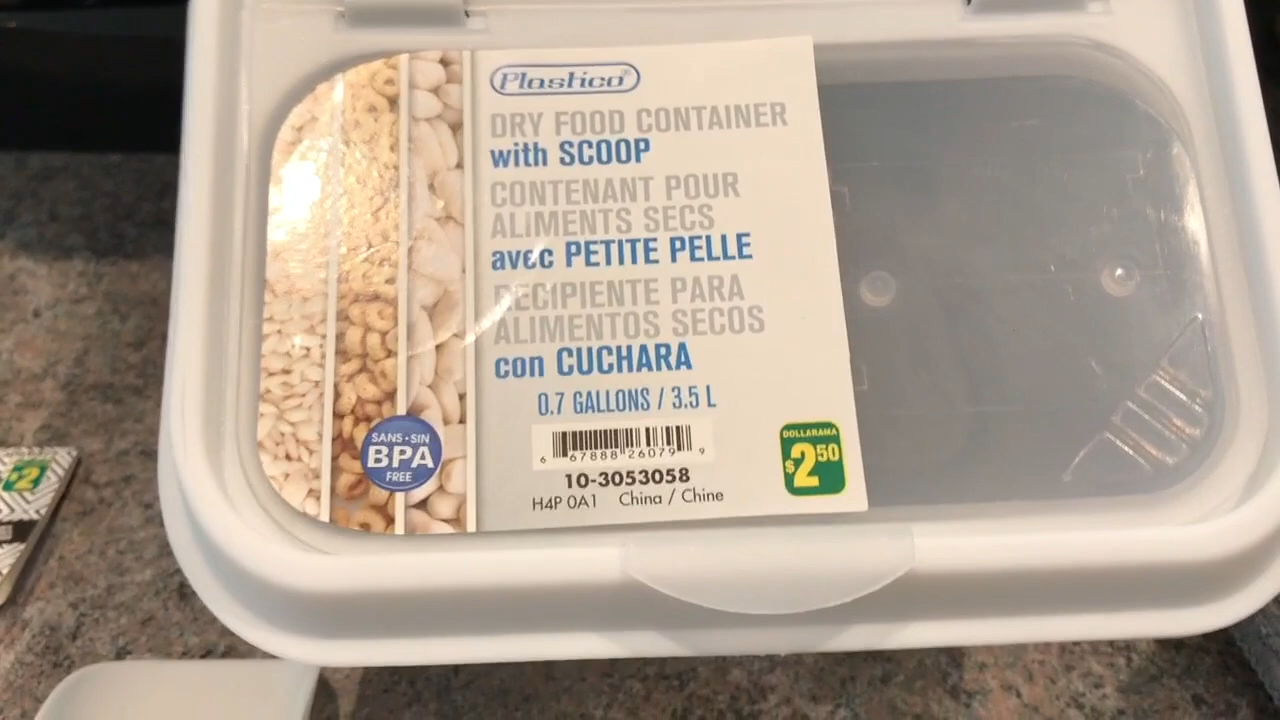 Plastico®
DRY FOOD CONTAINER
with SCOOP
CONTENANT POUR
ALIMENTS SECS
avec PETITE PELLE
RECIPIENTE PARA
ALIMENTOS SECOS
con CUCHARA
0.7 GALLONS / 3.5 L
6 67888 26079 9
10-3053058
H4P 0A1 China / Chine
SANS • SIN
BPA
FREE
DOLLARAMA
$2.50
$2